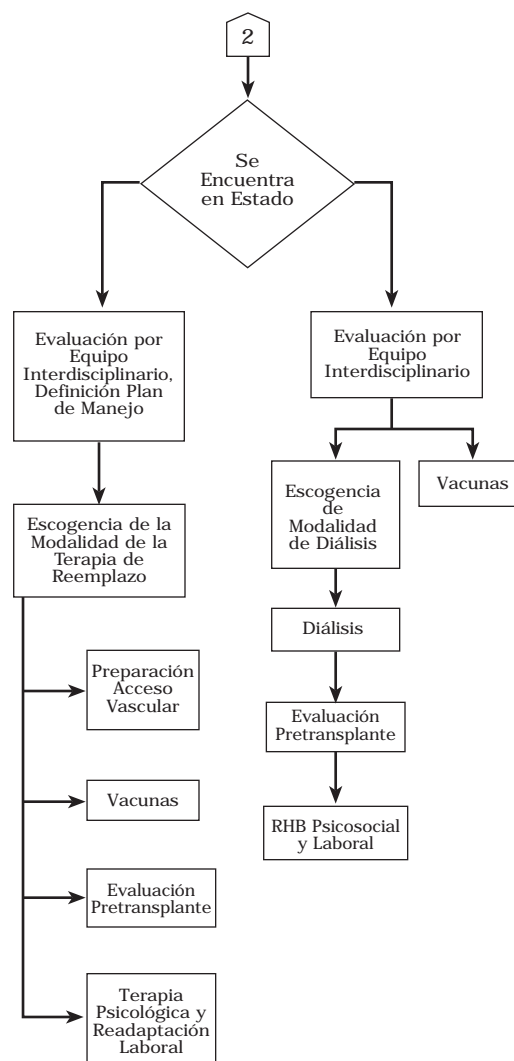 2
Se
Encuentra
en Estado
Evaluación por
Equipo
Interdisciplinario,
Definición Plan
de Manejo
Escogencia de la
Modalidad de la
Terapia de
Reemplazo
Preparación
Acceso
Vascular
Vacunas
Evaluación
Pretransplante
Terapia
Psicológica y
Readaptación
Laboral
Evaluación por
Equipo
Interdisciplinario
Escogencia
de
Modalidad
de Diálisis
Vacunas
Diálisis
Evaluación
Pretransplante
RHB Psicosocial
y Laboral